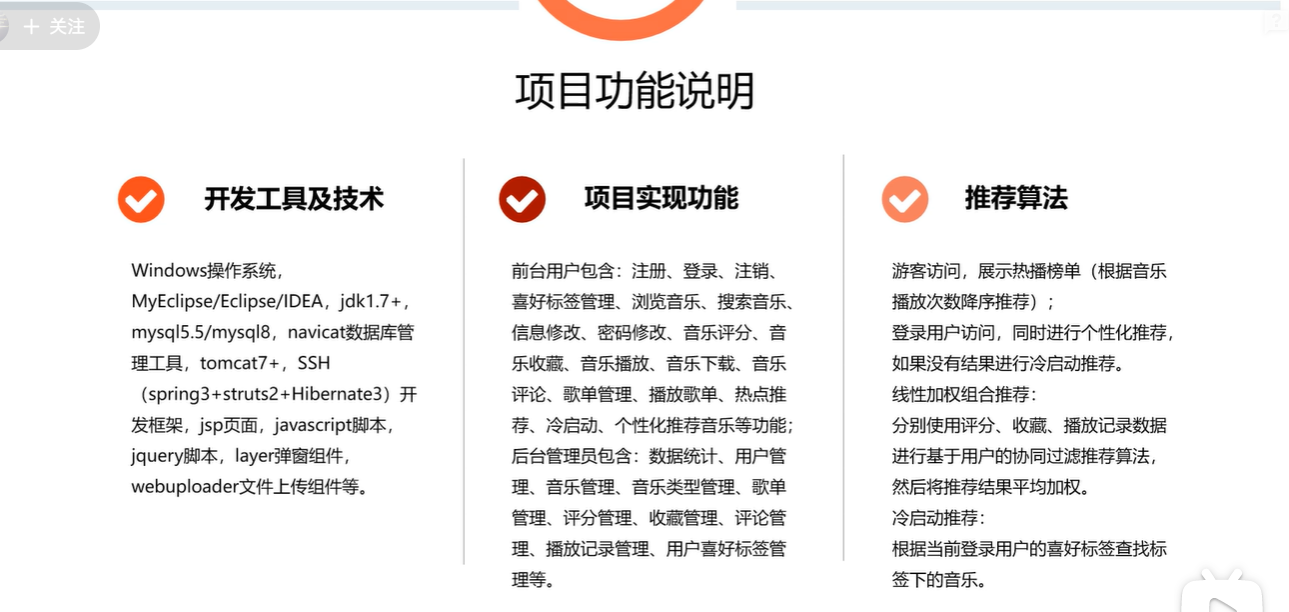 + 关注
项目功能说明
开发工具及技术
Windows操作系统，
MyEclipse/Eclipse/IDEA，jdk1.7+，
mysql5.5/mysql8，navicat数据库管
理工具，tomcat7+，SSH
（spring3+struts2+Hibernate3）开
发框架，jsp页面，javascript脚本，
jquery脚本，layer弹窗组件，
webuploader文件上传组件等。
项目实现功能
前台用户包含：注册、登录、注销、
喜好标签管理、浏览音乐、搜索音乐、
信息修改、密码修改、音乐评分、音
乐收藏、音乐播放、音乐下载、音乐
评论、歌单管理、播放歌单、热点推
荐、冷启动、个性化推荐音乐等功能；
后台管理员包含：数据统计、用户管
理、音乐管理、音乐类型管理、歌单
管理、评分管理、收藏管理、评论管
理、播放记录管理、用户喜好标签管
理等。
推荐算法
游客访问，展示热播榜单（根据音乐
播放次数降序推荐）；
登录用户访问，同时进行个性化推荐，
如果没有结果进行冷启动推荐。
线性加权组合推荐：
分别使用评分、收藏、播放记录数据
进行基于用户的协同过滤推荐算法，
然后将推荐结果平均加权。
冷启动推荐：
根据当前登录用户的喜好标签查找标
签下的音乐。